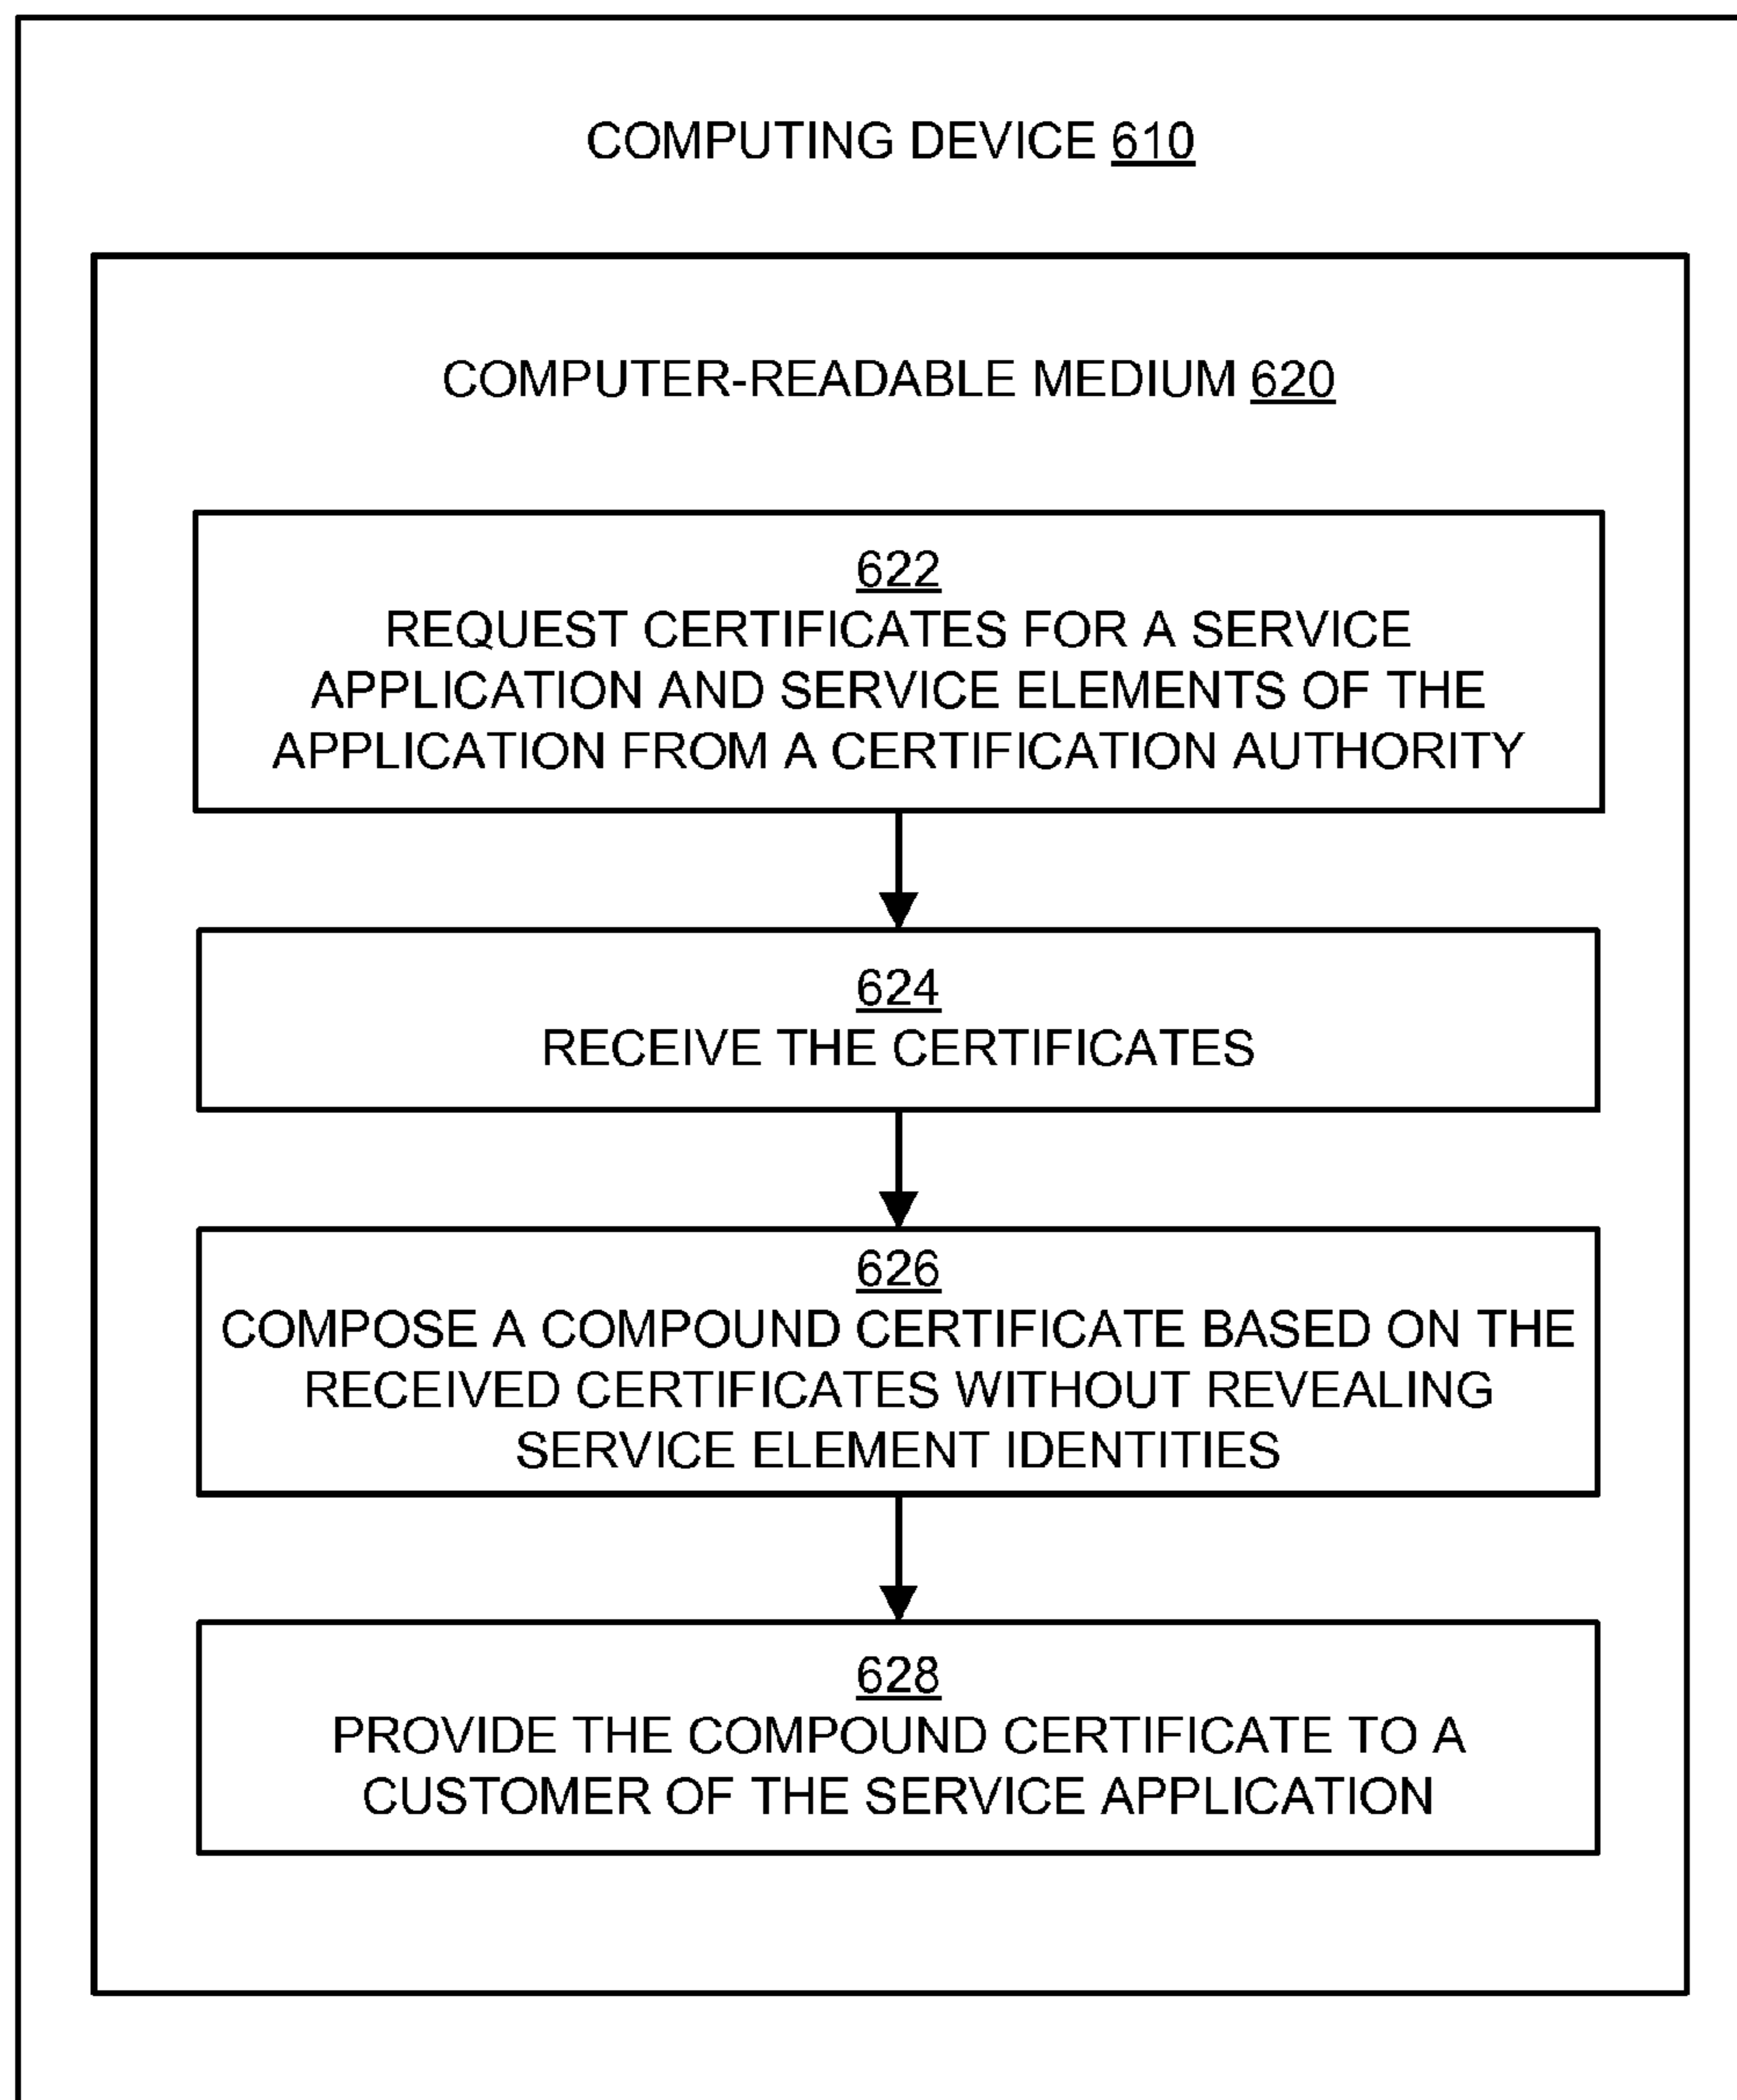 COMPUTING DEVICE 610
COMPUTER-READABLE MEDIUM 620
622
REQUEST CERTIFICATES FOR A SERVICE
APPLICATION AND SERVICE ELEMENTS OF THE
APPLICATION FROM A CERTIFICATION AUTHORITY
624
RECEIVE THE CERTIFICATES
626
COMPOSE A COMPOUND CERTIFICATE BASED ON THE
RECEIVED CERTIFICATES WITHOUT REVEALING
SERVICE ELEMENT IDENTITIES
628
PROVIDE THE COMPOUND CERTIFICATE TO A
CUSTOMER OF THE SERVICE APPLICATION